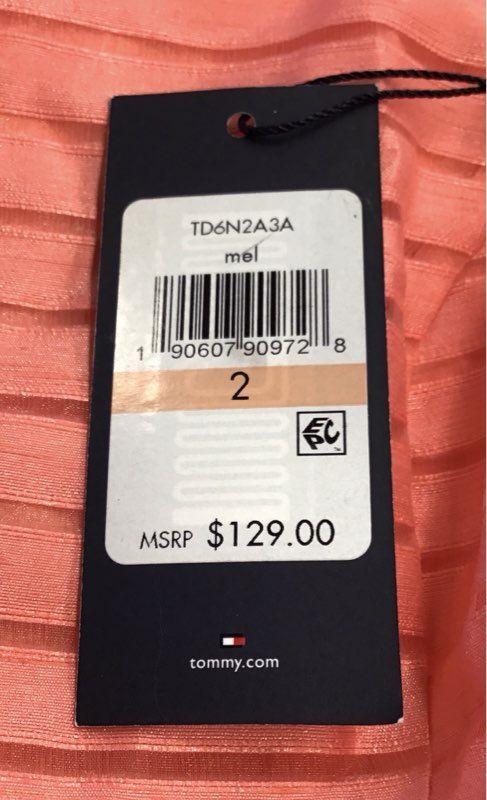 TD6N2A3A
mel
1 90607 90972 8
2
EPC
MSRP $129.00
tommy.com